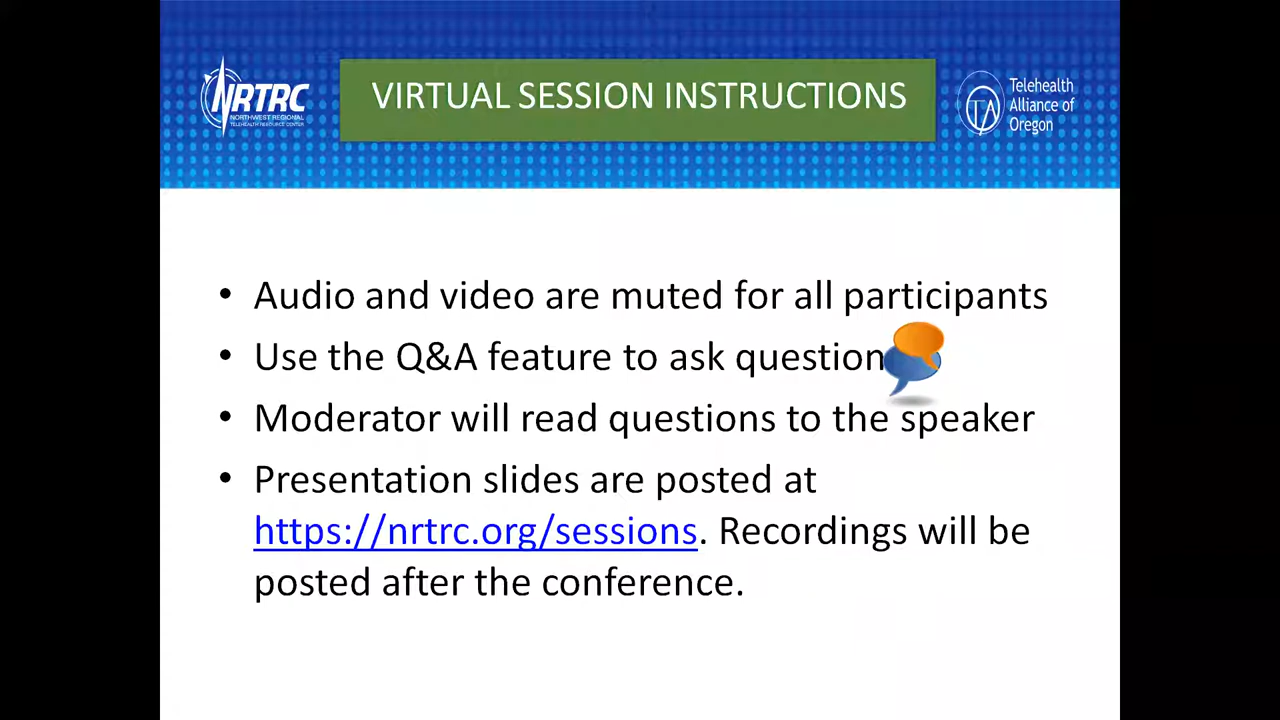 NRTRC
NORTHWEST REGIONAL
TELEHEALTH RESOURCE CENTER
VIRTUAL SESSION INSTRUCTIONS
TA
Telehealth
Alliance of
Oregon
• Audio and video are muted for all participants
• Use the Q&A feature to ask question
• Moderator will read questions to the speaker
• Presentation slides are posted at
https://nrtrc.org/sessions. Recordings will be
posted after the conference.